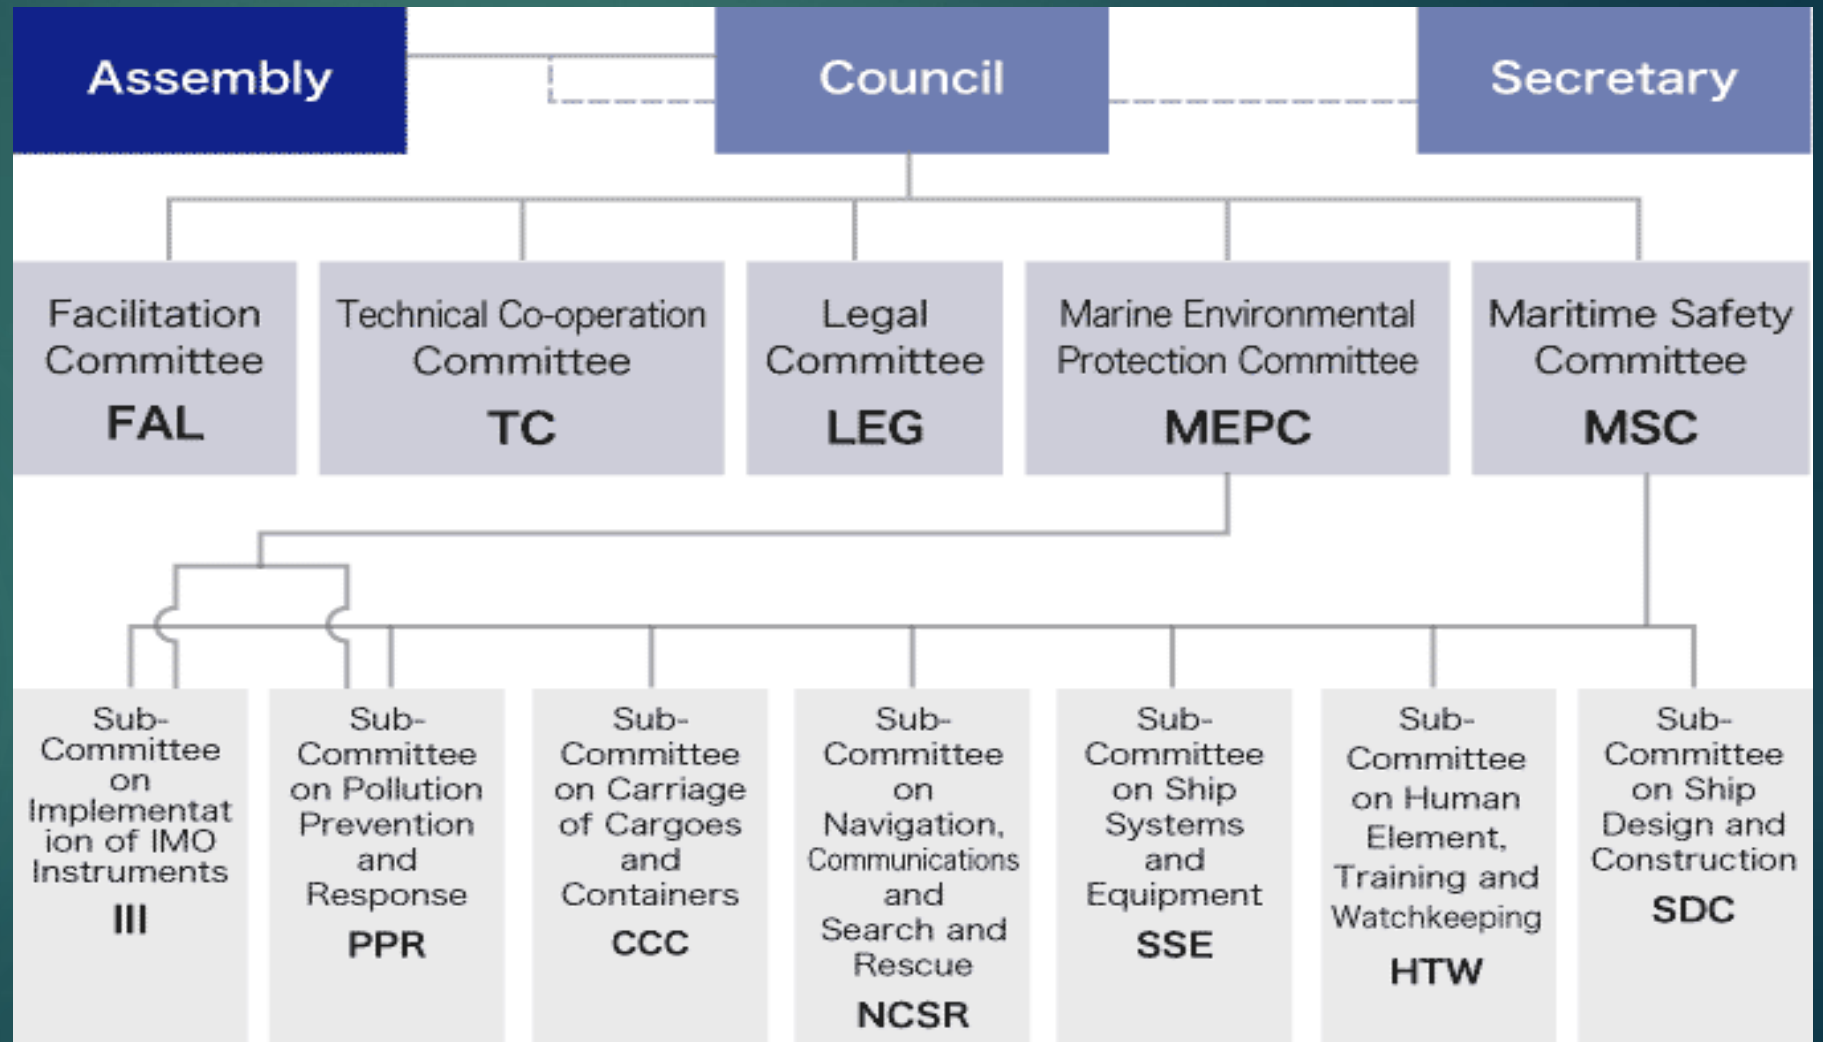 Assembly
Council
Secretary
Facilitation
Committee
FAL
Technical Co-operation
Committee
TC
Legal
Committee
LEG
Marine Environmental
Protection Committee
MEPC
Maritime Safety
Committee
MSC
Sub-
Committee
on
Implementat
ion of IMO
Instruments
III
Sub-
Committee
on Pollution
Prevention
and
Response
PPR
Sub-
Committee
on Carriage
of Cargoes
and
Containers
CCC
Sub-
Committee
on
Navigation,
Communications
and
Search and
Rescue
NCSR
Sub-
Committee
on Ship
Systems
and
Equipment
SSE
Sub-
Committee
on Human
Element,
Training and
Watchkeeping
HTW
Sub-
Committee
on Ship
Design and
Construction
SDC